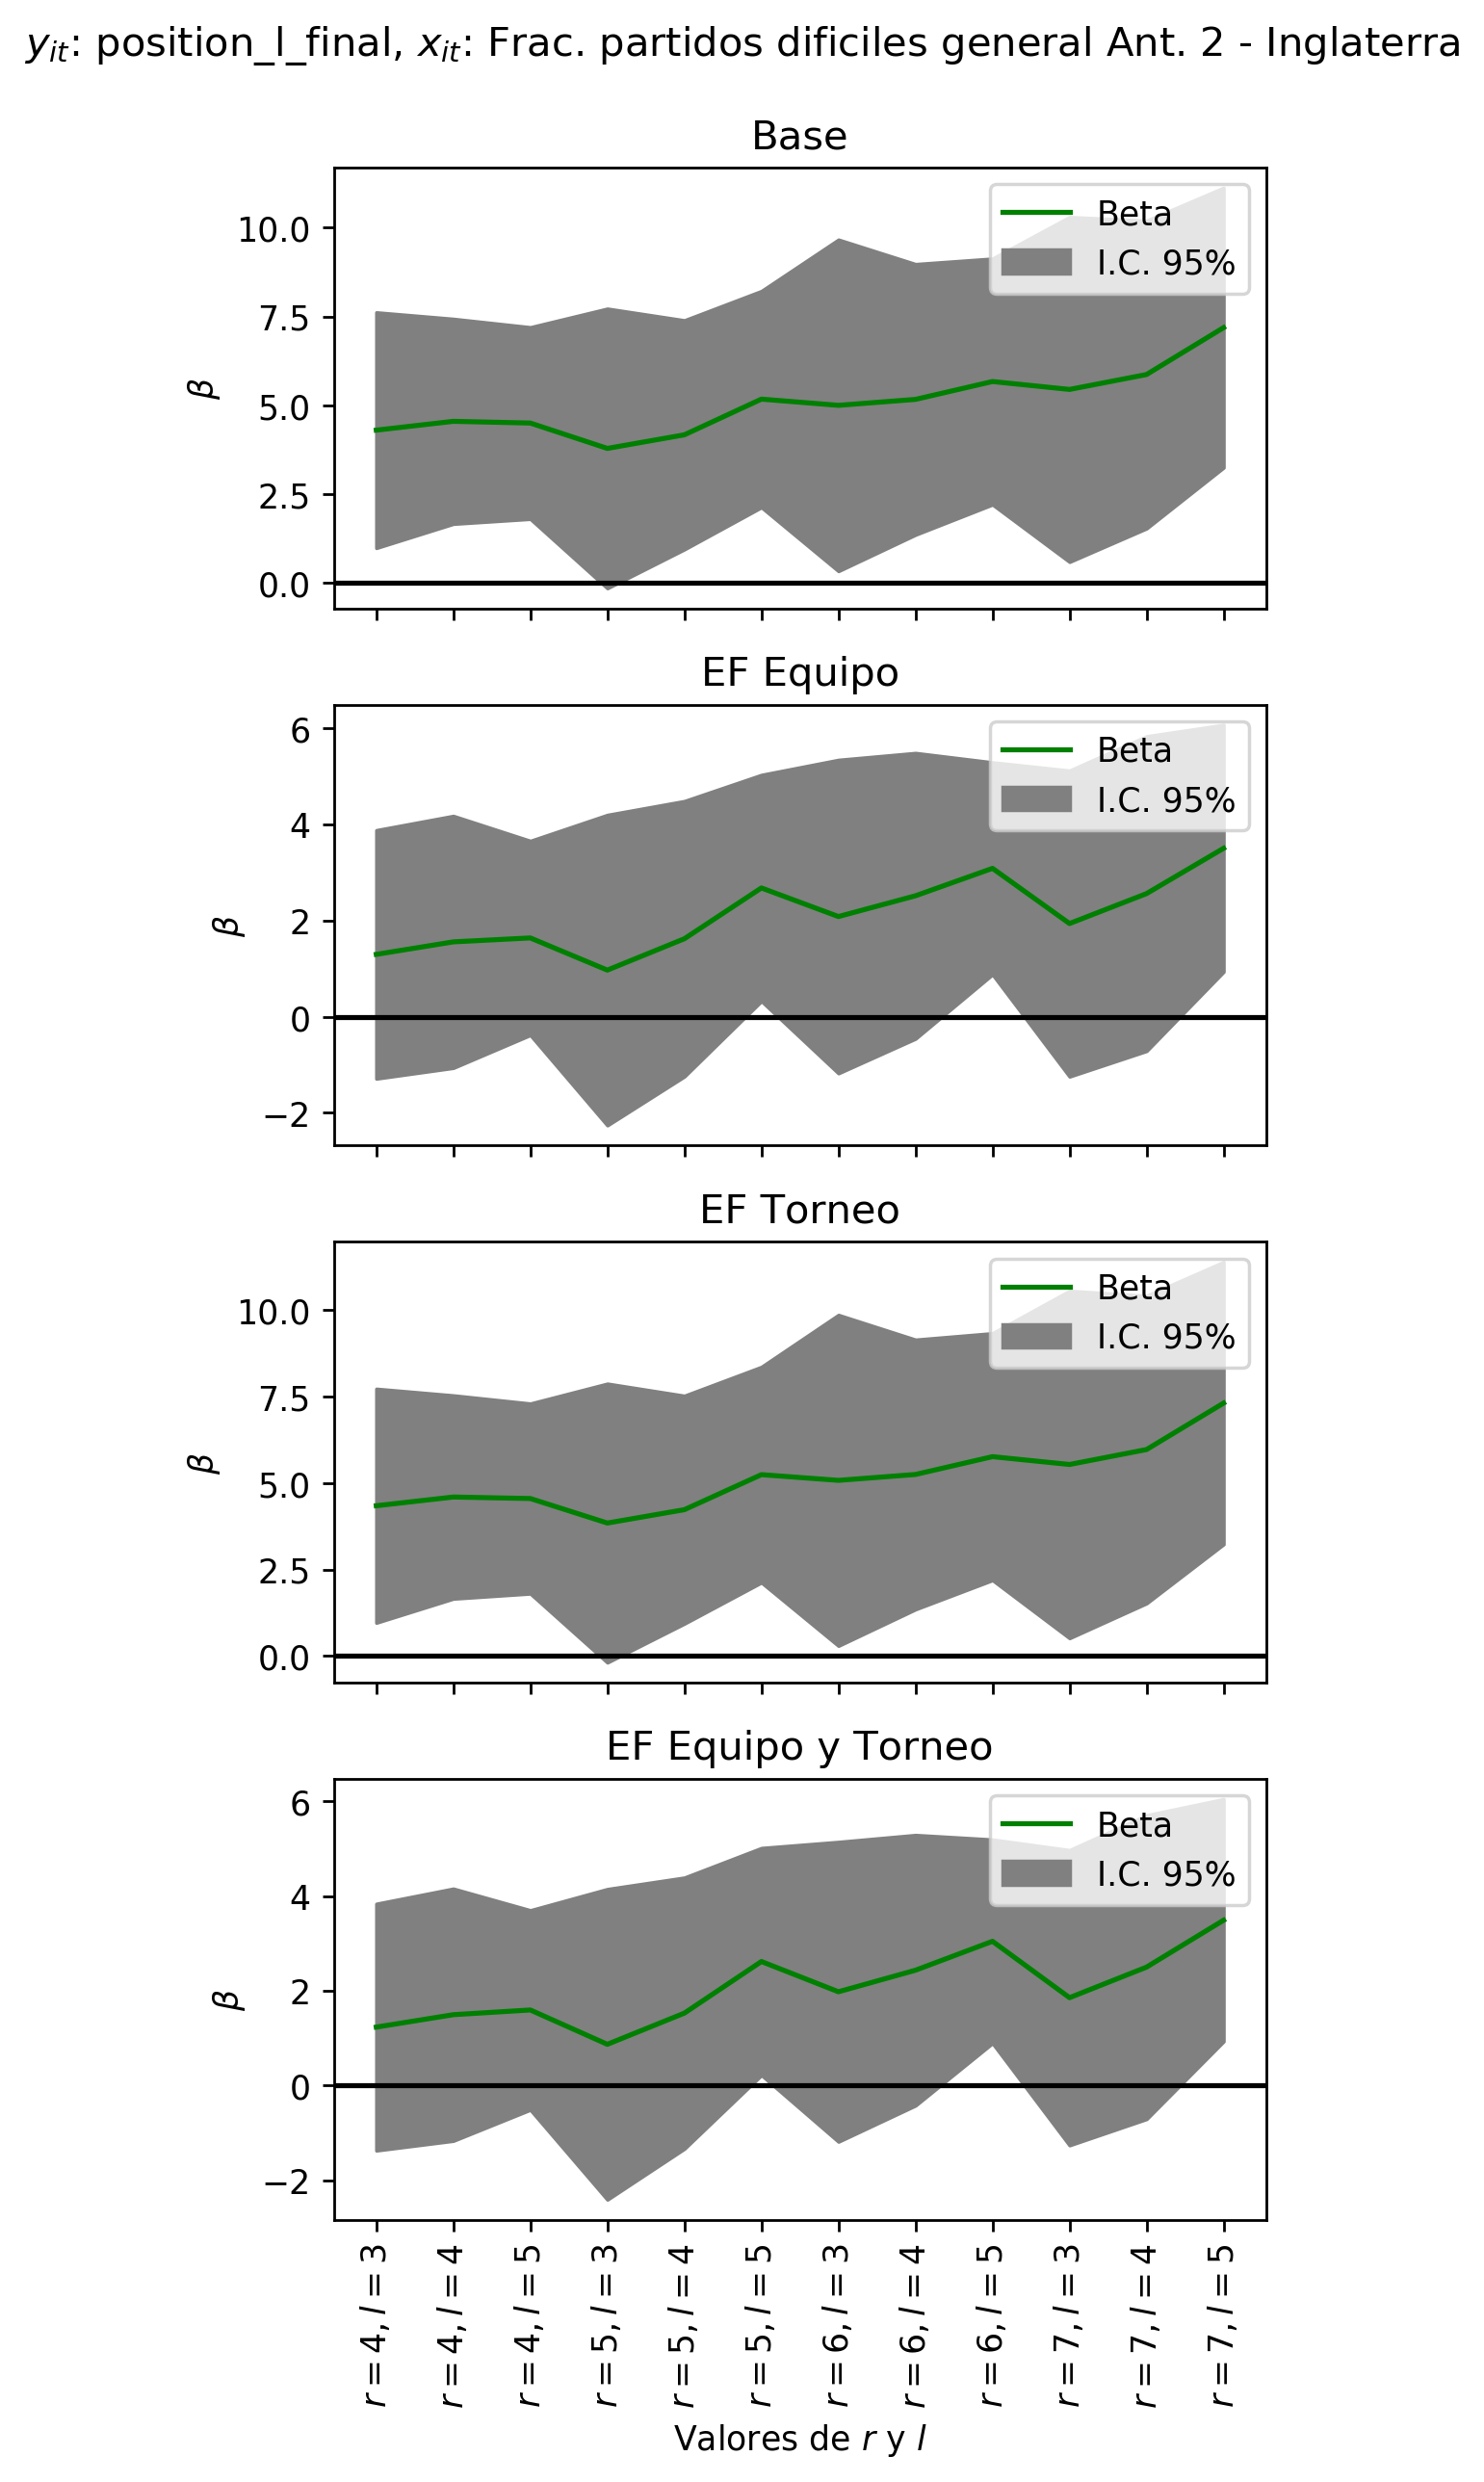 y_it: position_l_final, x_it: Frac. partidos dificiles general Ant. 2 - Inglaterra
Base
10.0
7.5
5.0
2.5
0.0
β
Beta
I.C. 95%
EF Equipo
6
4
2
0
−2
β
Beta
I.C. 95%
EF Torneo
10.0
7.5
5.0
2.5
0.0
β
Beta
I.C. 95%
EF Equipo y Torneo
6
4
2
0
−2
β
Beta
I.C. 95%
r = 4, l = 3
r = 4, l = 4
r = 4, l = 5
r = 5, l = 3
r = 5, l = 4
r = 5, l = 5
r = 6, l = 3
r = 6, l = 4
r = 6, l = 5
r = 7, l = 3
r = 7, l = 4
r = 7, l = 5
Valores de r y l